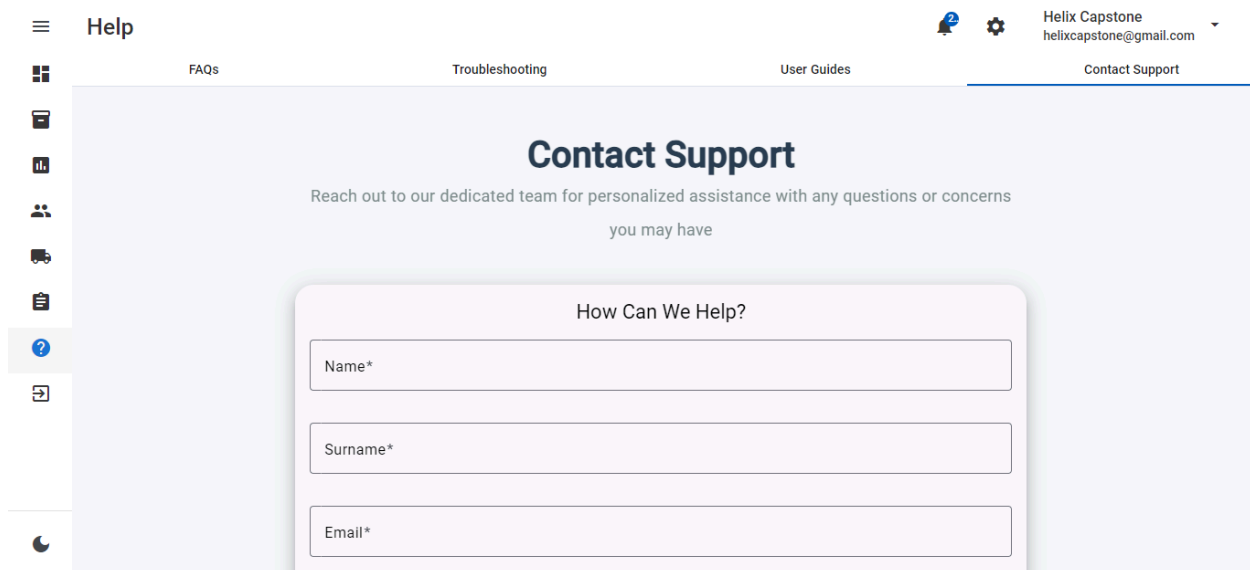 Help
2..
Helix Capstone
helixcapstone@gmail.com
FAQs
Troubleshooting
User Guides
Contact Support
Contact Support
Reach out to our dedicated team for personalized assistance with any questions or concerns
you may have
How Can We Help?
Name*
Surname*
Email*